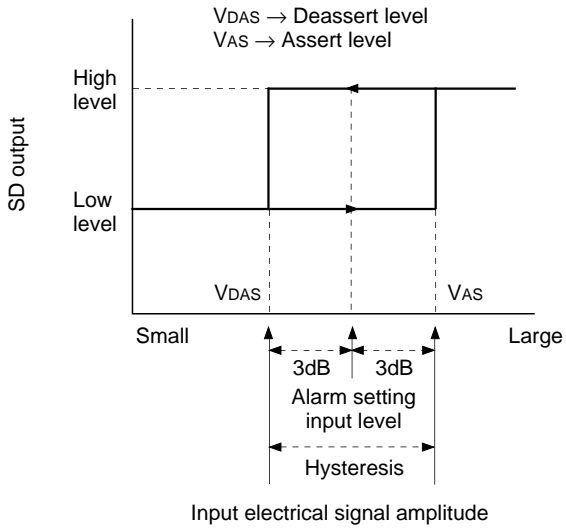 VDAS → Deassert level
VAS → Assert level
High
level
SD output
Low
level
VDAS
VAS
Small
Large
3dB
3dB
Alarm setting
input level
Hysteresis
Input electrical signal amplitude